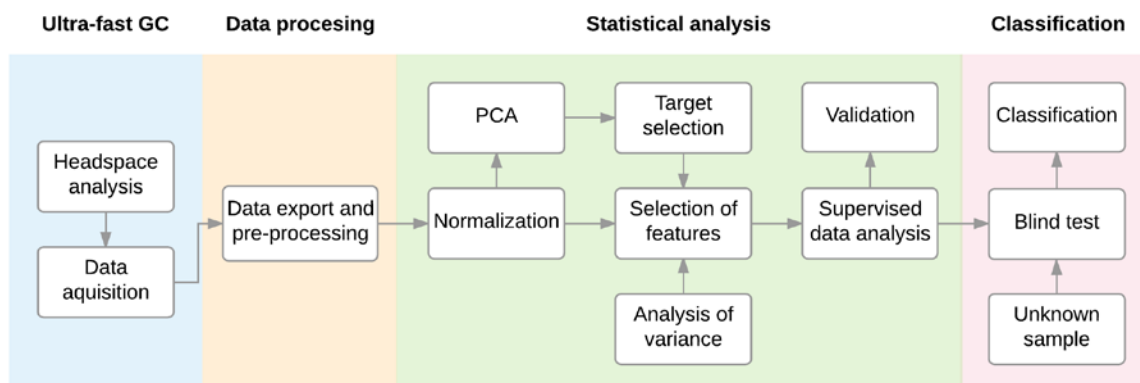 Ultra-fast GC
Data procesing
Statistical analysis
Classification
Headspace
analysis
Data
aquisition
Data export and
pre-processing
PCA
Target
selection
Normalization
Selection of
features
Analysis of
variance
Validation
Supervised
data analysis
Classification
Blind test
Unknown
sample